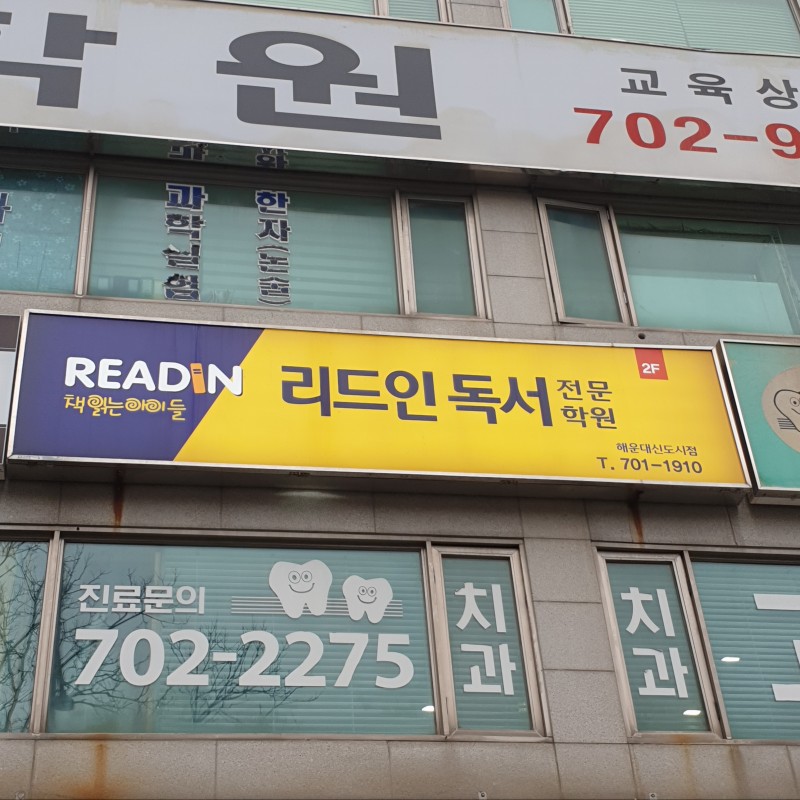 학원
교육상
702-9
과학실험
화 한자(논술)
READiN
책읽는아이들
리드인 독서 전문
학원
2F
해운대신도시점
T. 701-1910
진료문의
702-2275
치과
치과